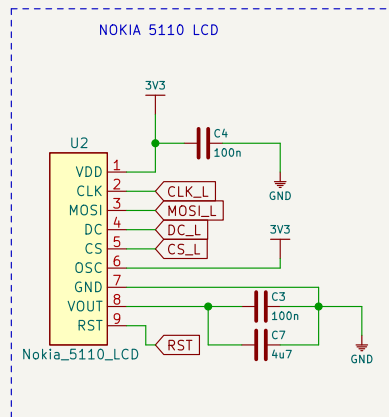 NOKIA 5110 LCD
3V3
U2
C4
100n
GND
VDD 1
CLK 2
MOSI 3
DC 4
CS 5
OSC 6
GND 7
VOUT 8
RST 9
CLK_L
MOSI_L
DC_L
CS_L
3V3
C3
100n
C7
4u7
GND
RST
Nokia_5110_LCD